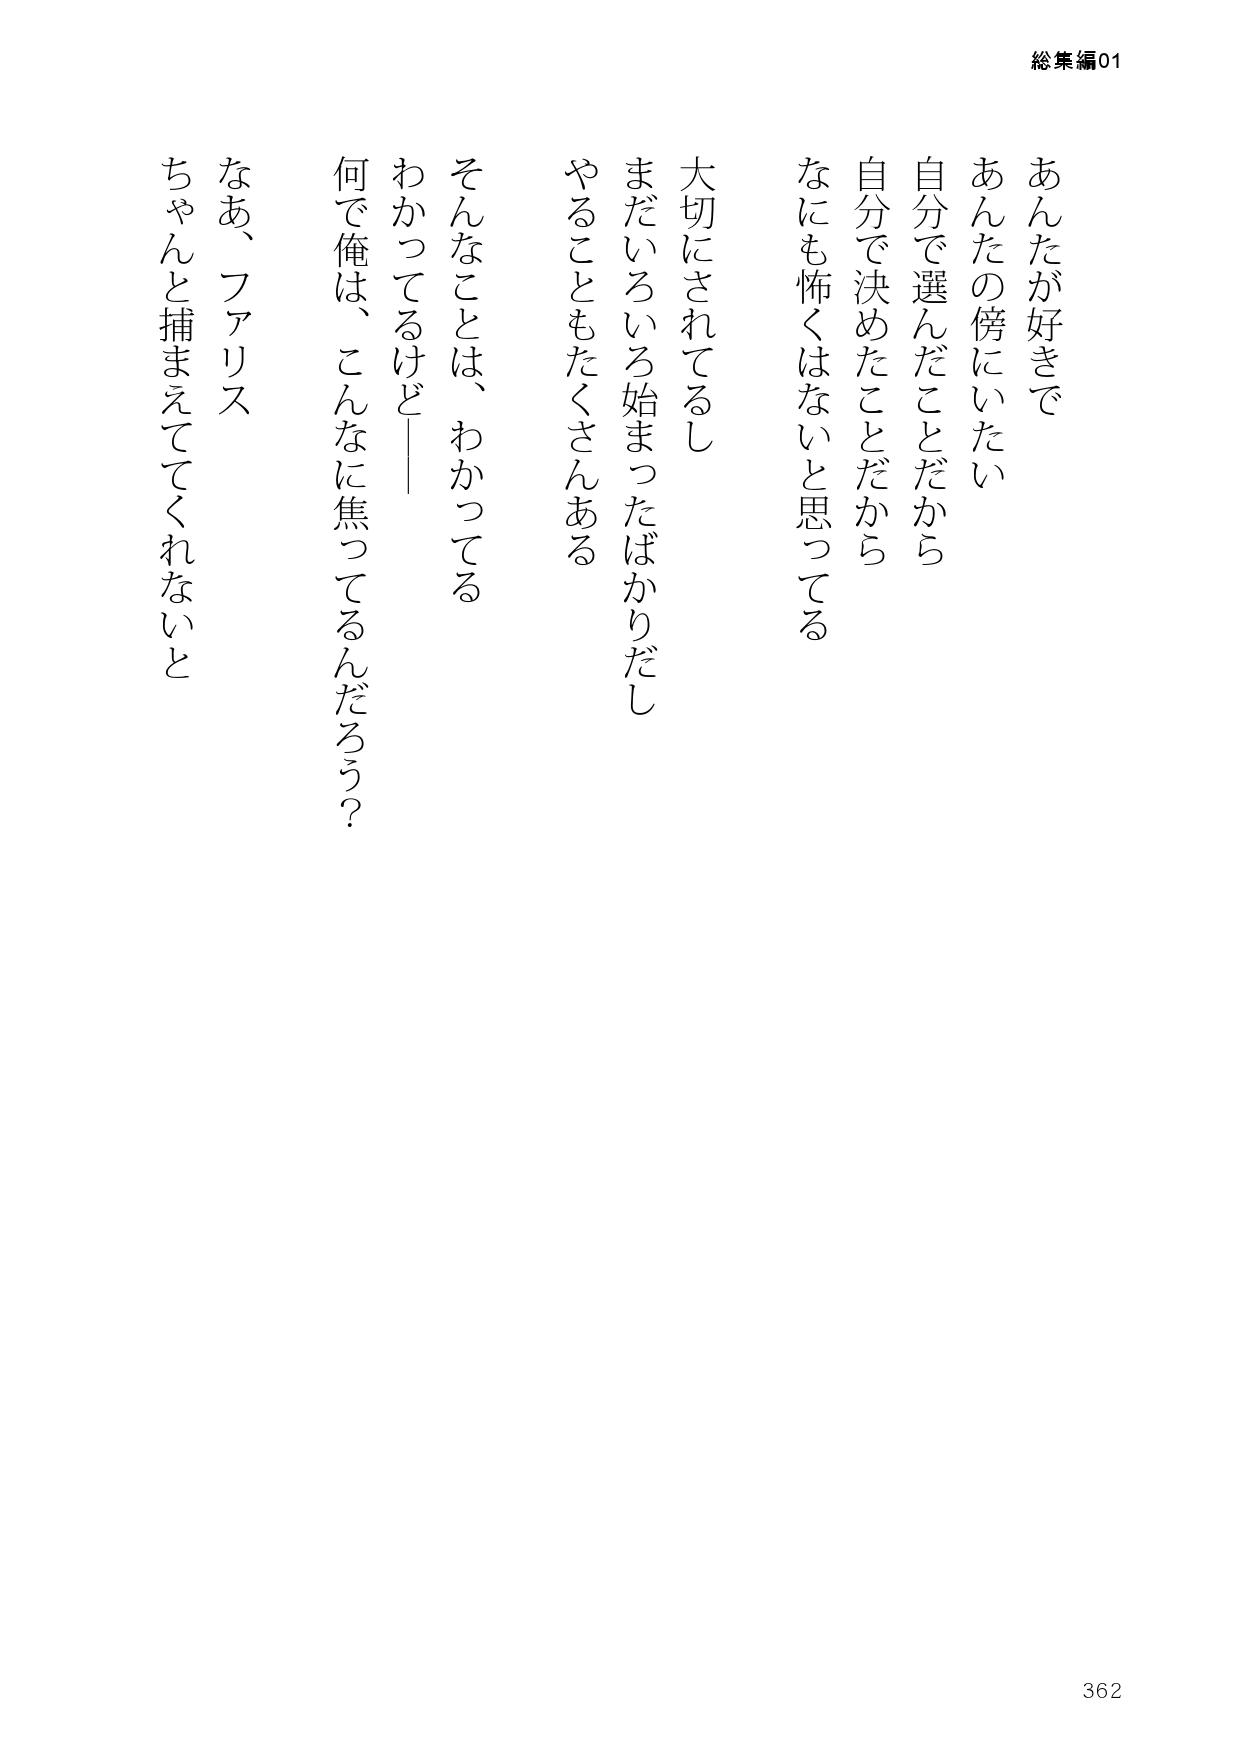 総集編01
あんたが好きで
あんたの傍にいたい
自分で選んだことだから
自分で決めたことだから
なにも怖くはないと思ってる
大切にされてるし
まだいろいろ始まったばかりだし
やることもたくさんある
そんなことは、わかってる
わかってるけど――
何で俺は、こんなに焦ってるんだろう？
なあ、ファリス
ちゃんと捕まえててくれないと
362